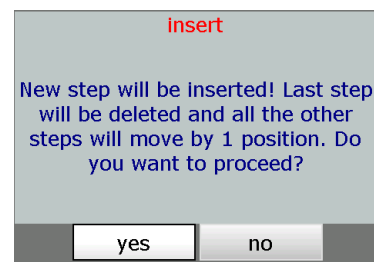 insert
New step will be inserted! Last step
will be deleted and all the other
steps will move by 1 position. Do
you want to proceed?
yes no